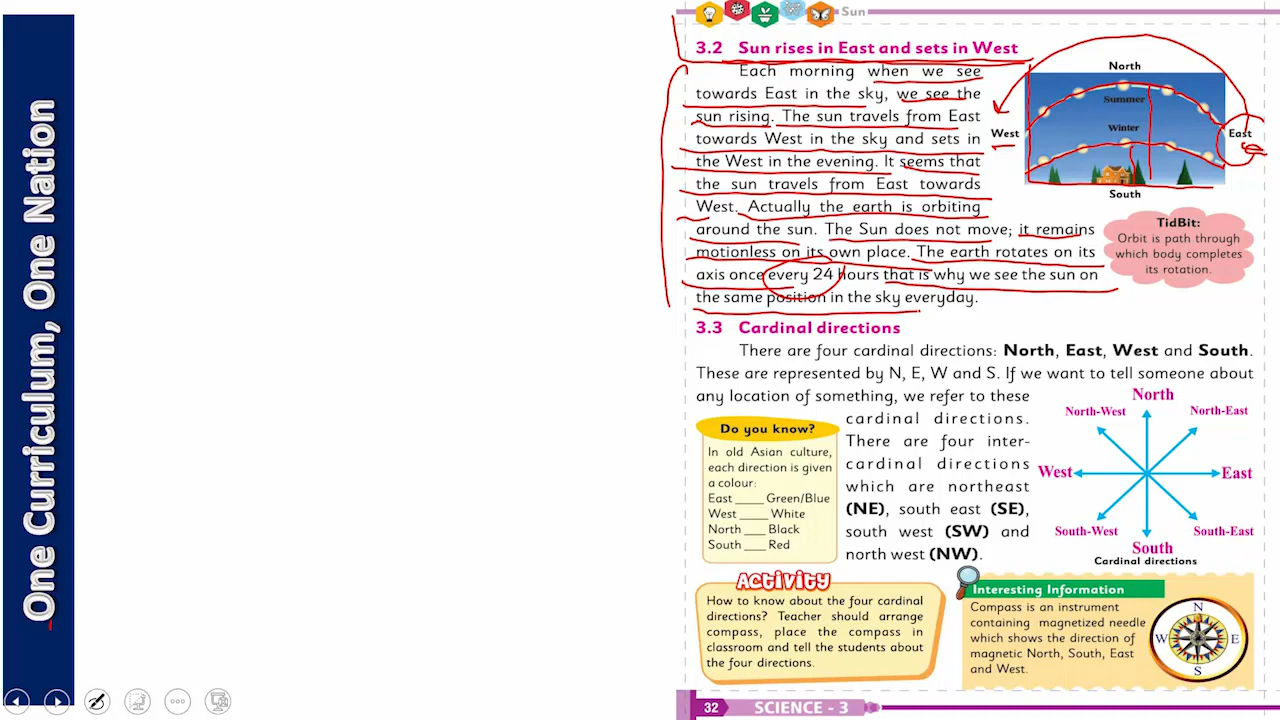 One Curriculum, One Nation
Sun
3.2 Sun rises in East and sets in West
Each morning when we see
towards East in the sky, we see the
sun rising. The sun travels from East
towards West in the sky and sets in
the West in the evening. It seems that
the sun travels from East towards
West. Actually the earth is orbiting
around the sun. The Sun does not move; it remains
motionless on its own place. The earth rotates on its
axis once every 24 hours that is why we see the sun on
the same position in the sky everyday.
North
Summer
West
Winter
East
South
TidBit:
Orbit is path through
which body completes
its rotation.
3.3 Cardinal directions
There are four cardinal directions: North, East, West and South.
These are represented by N, E, W and S. If we want to tell someone about
any location of something, we refer to these
cardinal directions.
There are four inter-
cardinal directions
which are northeast
(NE), south east (SE),
south west (SW) and
north west (NW).
Do you know?
In old Asian culture,
each direction is given
a colour:
East ____ Green/Blue
West ____ White
North ___ Black
South ___ Red
North
North-West
North-East
West
East
South-West
South-East
South
Cardinal directions
Activity
How to know about the four cardinal
directions? Teacher should arrange
compass, place the compass in
classroom and tell the students about
the four directions.
Interesting Information
Compass is an instrument
containing magnetized needle
which shows the direction of
magnetic North, South, East
and West.
N
W
E
S
32 SCIENCE - 3